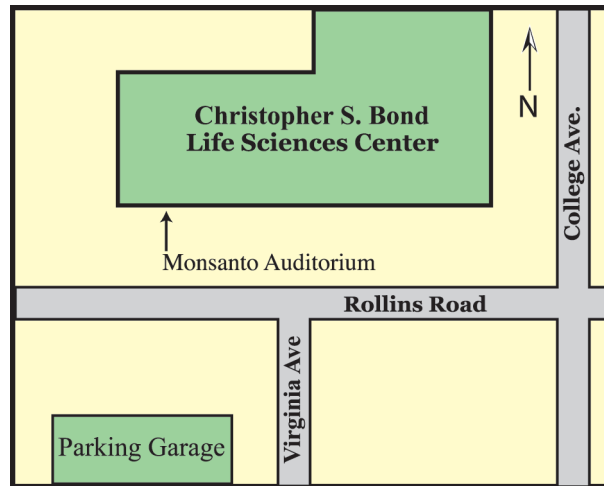 Christopher S. Bond
Life Sciences Center
N
College Ave.
Monsanto Auditorium
Rollins Road
Virginia Ave
Parking Garage